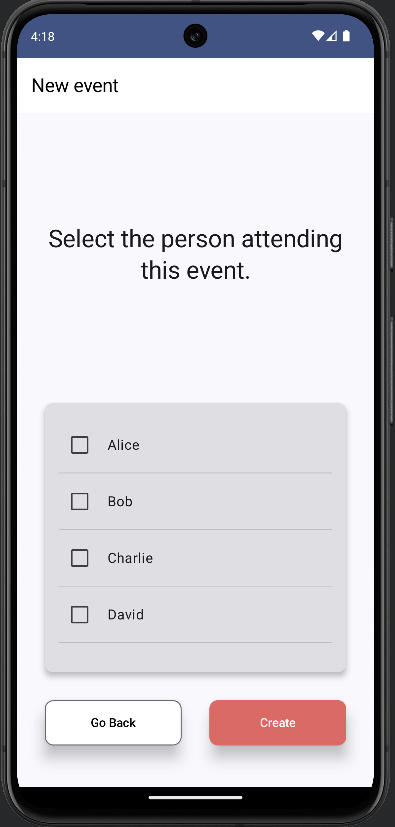 4:18
New event
Select the person attending
this event.
Alice
Bob
Charlie
David
Go Back
Create